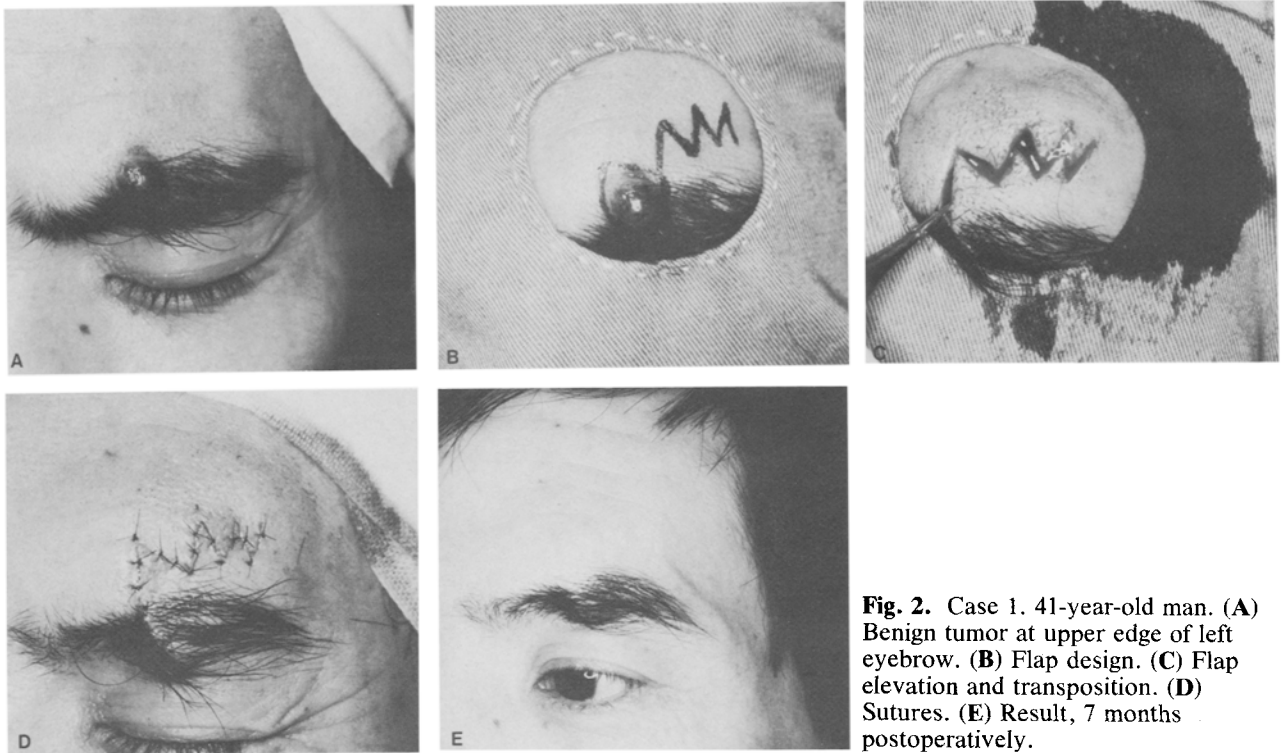 A
B
C
D
E
Fig. 2. Case 1. 41-year-old man. (A)
Benign tumor at upper edge of left
eyebrow. (B) Flap design. (C) Flap
elevation and transposition. (D)
Sutures. (E) Result, 7 months
postoperatively.